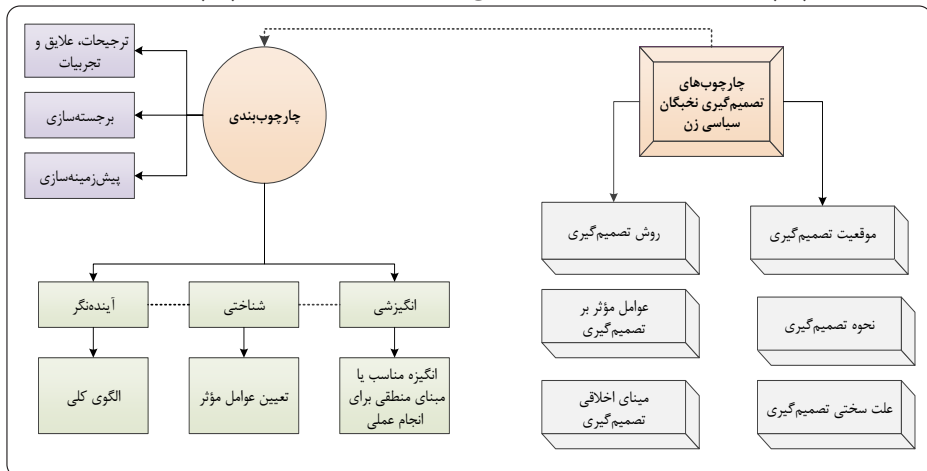 چارچوب‌های
تصمیم‌گیری نخبگان
سیاسی زن
موقعیت تصمیم‌گیری
روش تصمیم‌گیری
نحوه تصمیم‌گیری
عوامل مؤثر بر
تصمیم‌گیری
علت سختی تصمیم‌گیری
مینای اخلاقی
تصمیم‌گیری
چارچوب‌بندی
ترجیحات، علایق و
تجربیات
برجسته‌سازی
پیش‌زمینه‌سازی
انگیزشی
شناختی
آینده‌نگر
انگیزه مناسب یا
مبنای منطقی برای
انجام عملی
تعیین عوامل مؤثر
الگوی کلی